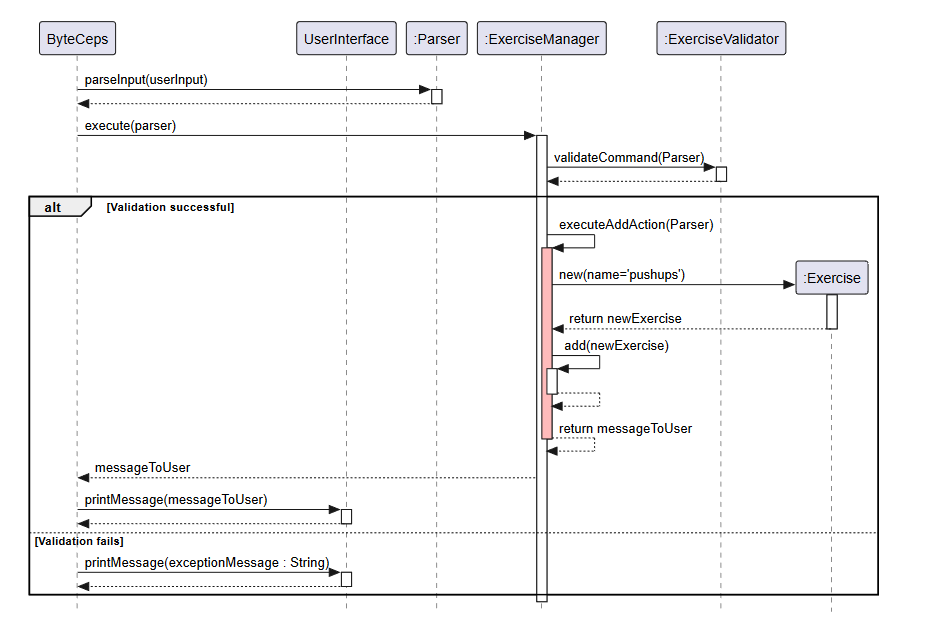 ByteCeps
UserInterface
:Parser
:ExerciseManager
:ExerciseValidator
parseInput(userInput)
execute(parser)
validateCommand(Parser)
alt
[Validation successful]
executeAddAction(Parser)
new(name='pushups')
:Exercise
return newExercise
add(newExercise)
return messageToUser
messageToUser
printMessage(messageToUser)
[Validation fails]
printMessage(exceptionMessage : String)